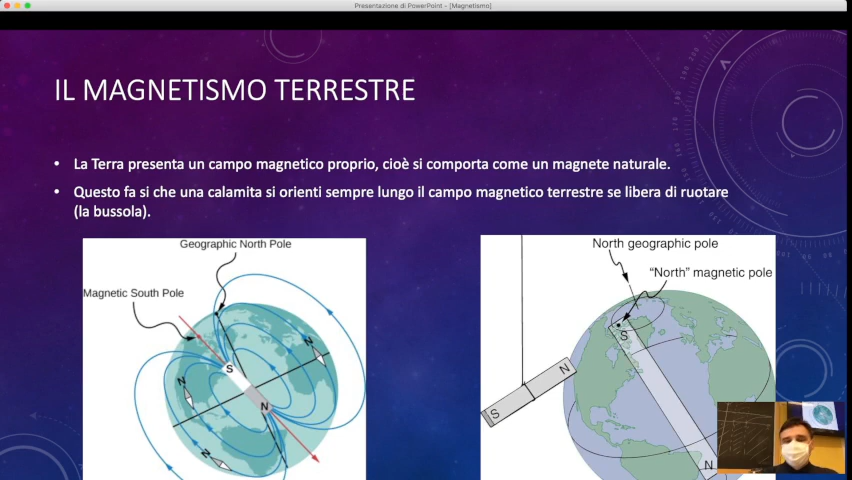 Presentazione di PowerPoint - [Magnetismo]
IL MAGNETISMO TERRESTRE
• La Terra presenta un campo magnetico proprio, cioè si comporta come un magnete naturale.
• Questo fa si che una calamita si orienti sempre lungo il campo magnetico terrestre se libera di ruotare
(la bussola).
Geographic North Pole
Magnetic South Pole
N
S
N
N
N
North geographic pole
"North" magnetic pole
S
N
S
N